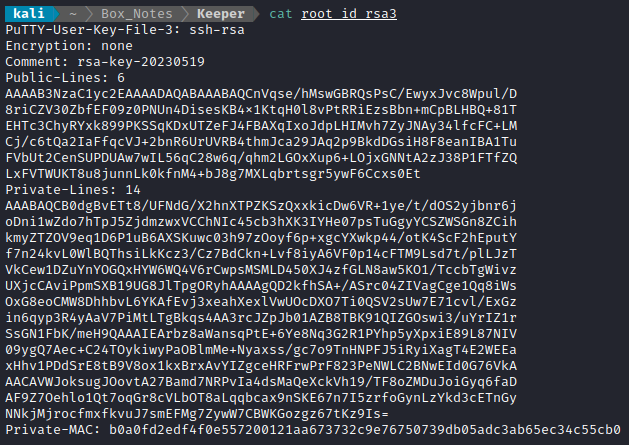 kali ~ Box_Notes Keeper cat root_id_rsa3
PuTTY-User-Key-File-3: ssh-rsa
Encryption: none
Comment: rsa-key-20230519
Public-Lines: 6
AAAAB3NzaC1yc2EAAAADAQABAAABAQCnVqse/hMswGBRQsPsC/EwyxJvc8Wpul/D
8riCZV30ZbfEF09z0PNUn4DisesKB4×1KtqH0l8vPtRRiEzsBbn+mCpBLHBQ+81T
EHTc3ChyRYxk899PKSSqKDxUTZeFJ4FBAXqIxoJdpLHIMvh7ZyJNAy34lfcFC+LM
Cj/c6tQa2IaFfqcVJ+2bnR6UrUVRB4thmJca29JAq2p9BkdDGsiH8F8eanIBA1Tu
FVbUt2CenSUPDUAw7wIL56qC28w6q/qhm2LGOxXup6+LOjxGNNtA2zJ38P1FTfZQ
LxFVTWUKT8u8junnLk0kfnM4+bJ8g7MXLqbrtsgr5ywF6Ccxs0Et
Private-Lines: 14
AAABAQCB0dgBvETt8/UFNdG/X2hnXTPZKSzQxxkicDw6VR+1ye/t/dOS2yjbnr6j
oDni1wZdo7hTpJ5ZjdmzwxVCChNIc45cb3hXK3IYHe07psTuGgyYCSZWSGn8ZCih
kmyZTZOV9eq1D6P1uB6AXSKuwc03h97zOoyf6p+xgcYXwkp44/otK4ScF2hEputY
f7n24kvL0WlBQThsiLkKcz3/Cz7BdCkn+Lvf8iyA6VF0p14cFTM9Lsd7t/plLJzT
VkCew1DZuYnYOGQxHYW6WQ4V6rCwpsMSMLD450XJ4zfGLN8aw5KO1/TccbTgWivz
UXjcCAviPpmSXB19UG8JlTpgORyhAAAAgQD2kfhSA+/ASrc04ZIVagCge1Qq8iWs
OxG8eoCMW8DhhbvL6YKAfEvj3xeahXexlVwUOcDXO7Ti0QSV2sUw7E71cvl/ExGz
in6qyp3R4yAaV7PiMtLTgBkqs4AA3rcJZpJb01AZB8TBK91QIZGOswi3/uYrIZ1r
SsGN1FbK/meH9QAAAIEArbz8aWansqPtE+6Ye8Nq3G2R1PYhp5yXpxiE89L87NIV
09ygQ7Aec+C24TOykiwyPaOBlmMe+Nyaxss/gc7o9TnHNPFJ5iRyiXagT4E2WEEa
xHhv1PDdSrE8tB9V8ox1kxBrxAvYIZgceHRFrwPrF823PeNWLC2BNwEId0G76VkA
AACAVWJoksugJOovtA27Bamd7NRPvIa4dsMaQeXckVh19/TF8oZMDuJoiGyq6faD
AF9Z7Oehlo1Qt7oqGr8cVLbOT8aLqqbcax9nSKE67n7I5zrfoGynLzYkd3cETnGy
NNkjMjrocfmxfkvuJ7smEFMg7ZywW7CBWKGozgz67tKz9Is=
Private-MAC: b0a0fd2edf4f0e557200121aa673732c9e76750739db05adc3ab65ec34c55cb0